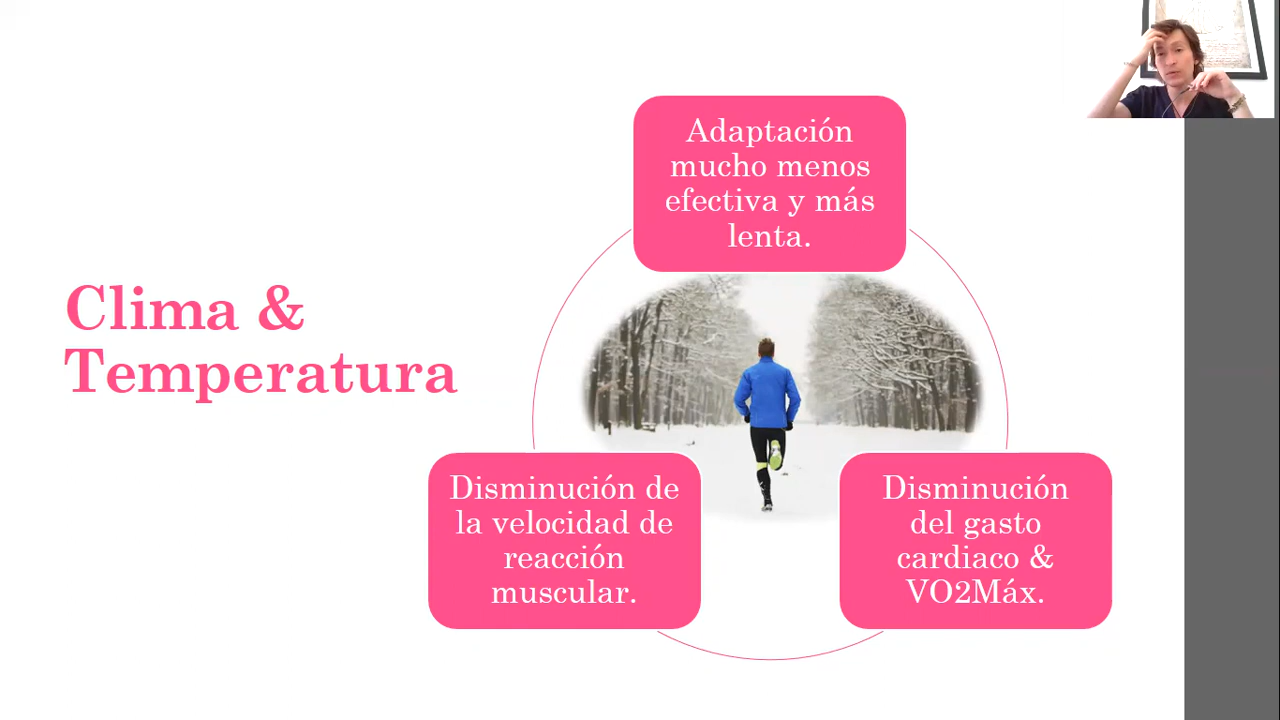 Clima &
Temperatura
Adaptación
mucho menos
efectiva y más
lenta.
Disminución de
la velocidad de
reacción
muscular.
Disminución
del gasto
cardiaco &
VO2Máx.